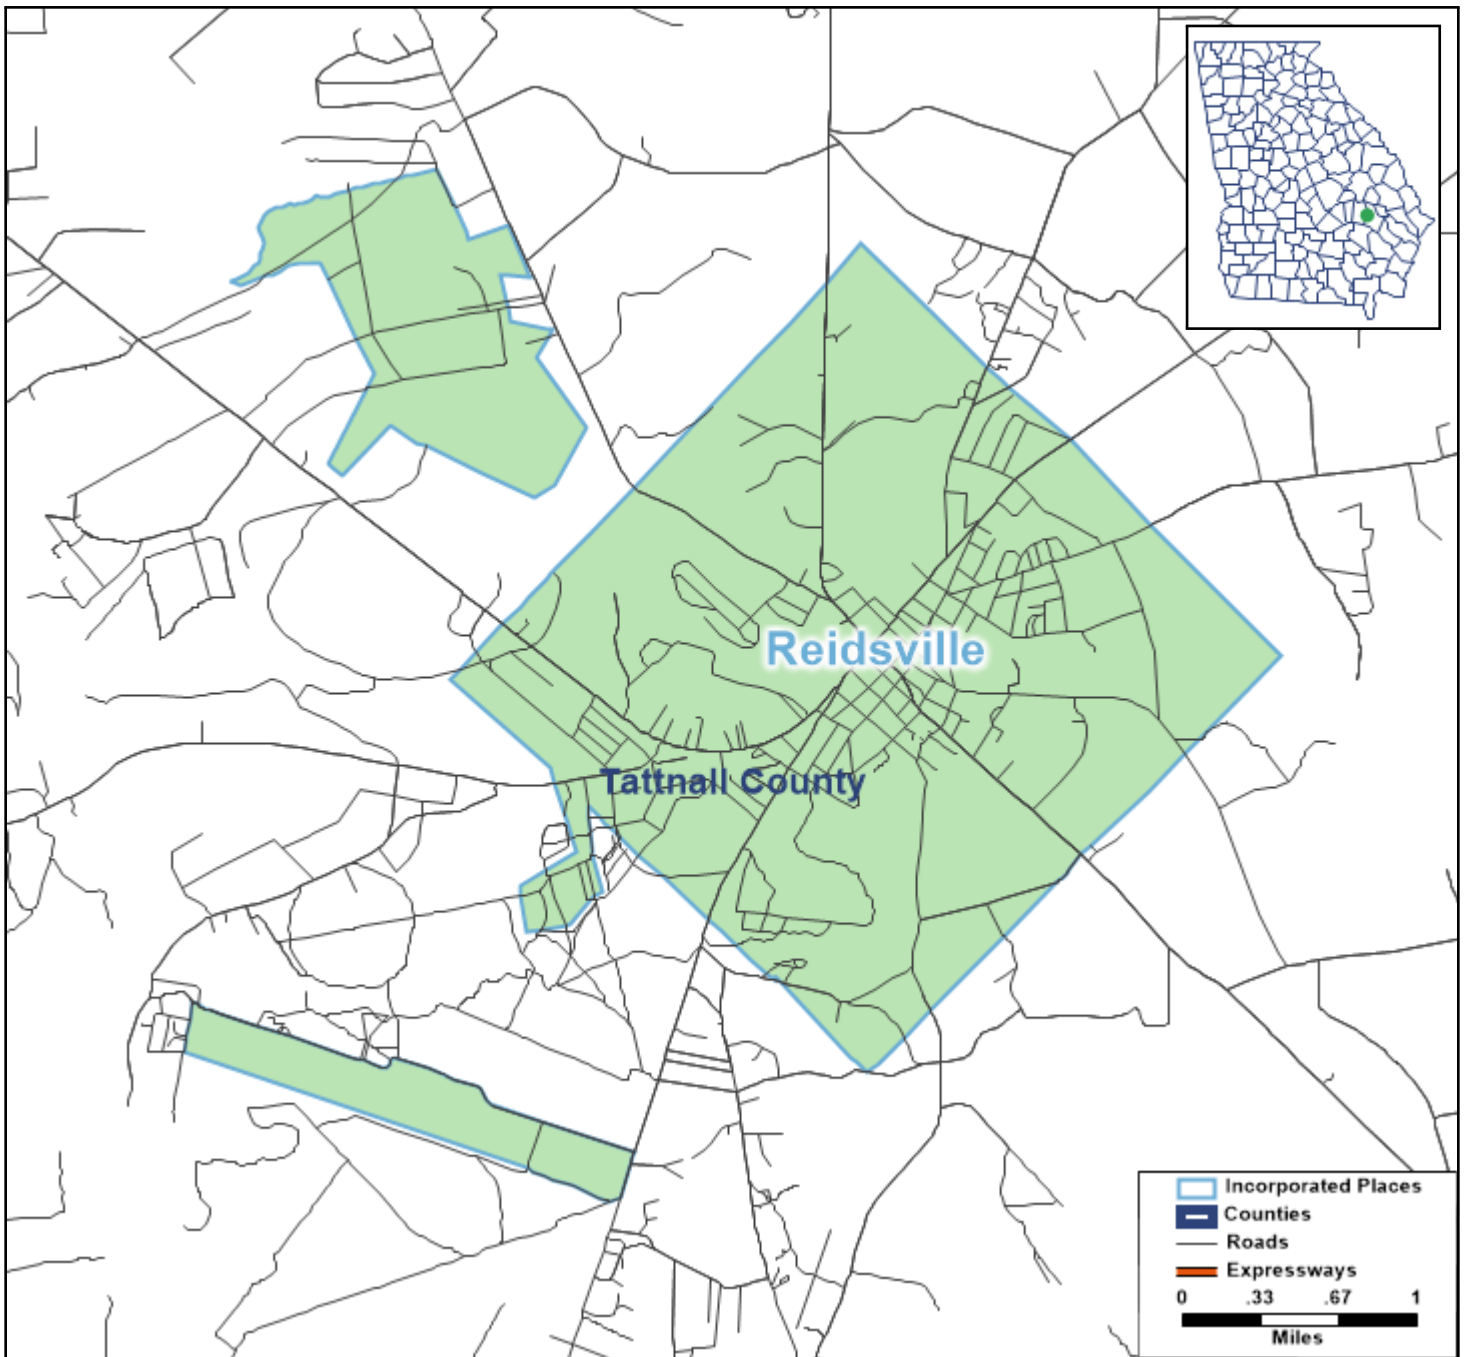 Reidsville
Tattnall County
Incorporated Places
Counties
Roads
Expressways
0 .33 .67 1
Miles